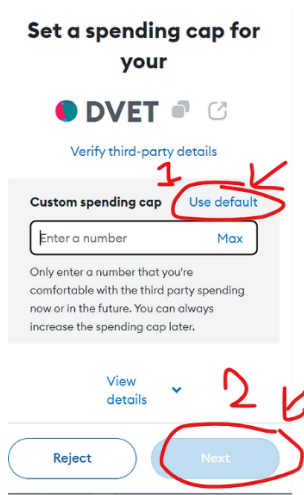 Set a spending cap for
your
DVET
Verify third-party details
1
Custom spending cap Use default
Enter a number Max
Only enter a number that you're
comfortable with the third party spending
now or in the future. You can always
increase the spending cap later.
View
details
2
Reject Next